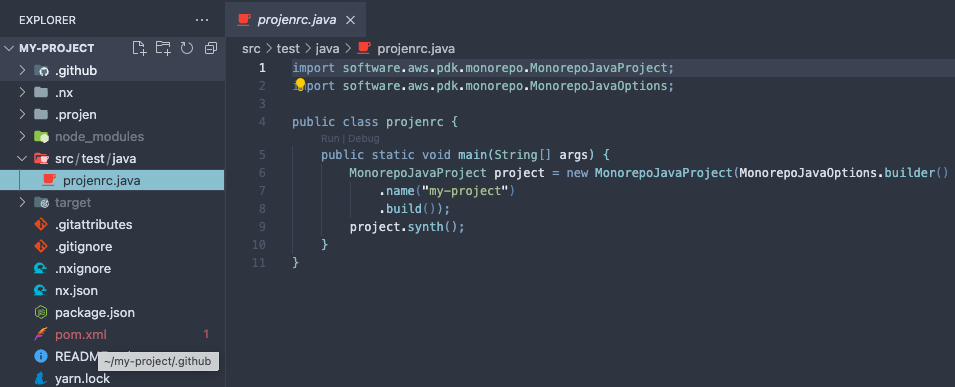 EXPLORER
MY-PROJECT
.github
.nx
.projen
node_modules
src/test/java
projenrc.java
target
.gitattributes
.gitignore
.nxignore
nx.json
package.json
pom.xml 1
READM
~/my-project/.github
yarn.lock
projenrc.java
src > test > java > projenrc.java
1 import software.aws.pdk.monorepo.MonorepoJavaProject;
2 import software.aws.pdk.monorepo.MonorepoJavaOptions;
3
4 public class projenrc {
Run | Debug
5 public static void main(String[] args) {
6 MonorepoJavaProject project = new MonorepoJavaProject(MonorepoJavaOptions.builder()
7 .name("my-project")
8 .build());
9 project.synth();
10 }
11 }